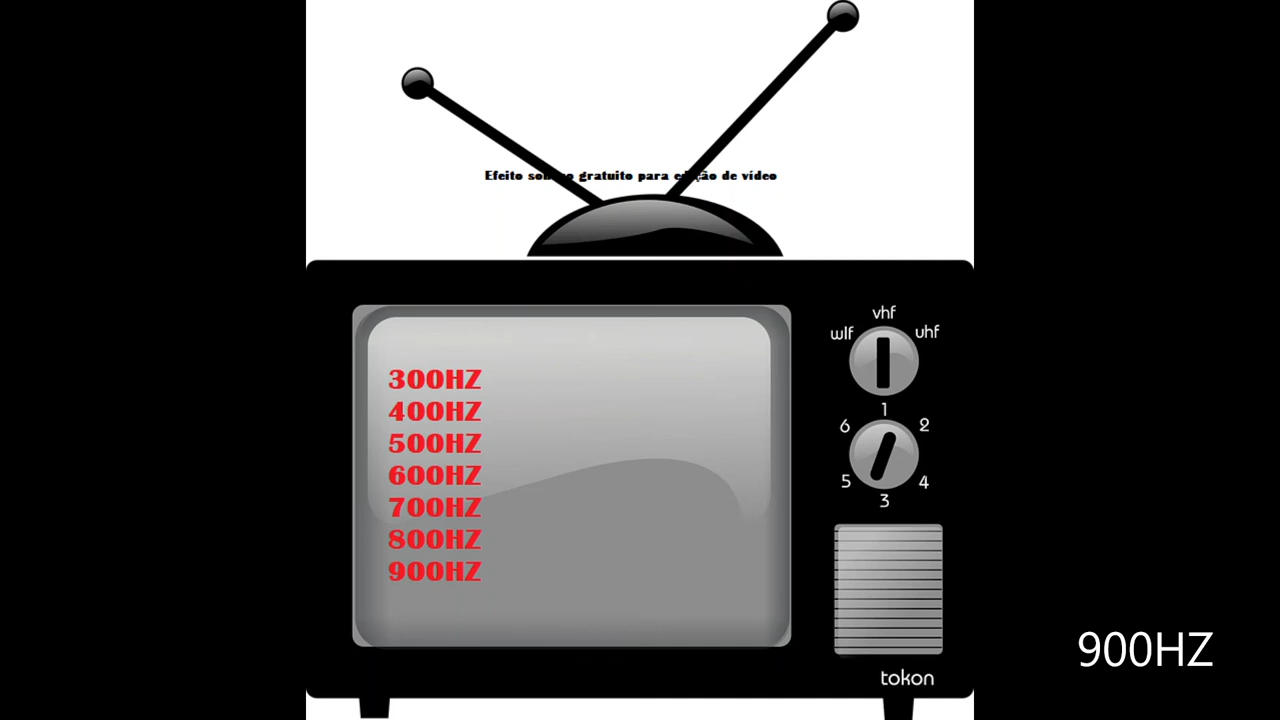 Efeito gratuito para de vídeo
vhf
wlf
uhf
1
6
2
5
4
3
300HZ
400HZ
500HZ
600HZ
700HZ
800HZ
900HZ
tokon
900HZ